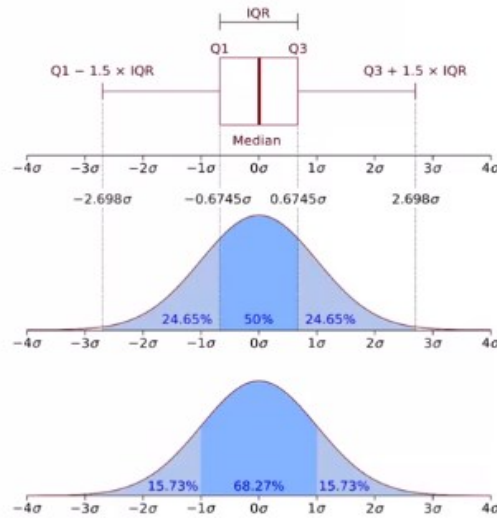 IQR
Q1 Q3
Q1 − 1.5 × IQR Q3 + 1.5 × IQR
Median
−4σ −3σ −2σ −1σ 0σ 1σ 2σ 3σ 4σ
−2.698σ −0.6745σ 0.6745σ 2.698σ
24.65% 50% 24.65%
−4σ −3σ −2σ −1σ 0σ 1σ 2σ 3σ 4σ
15.73% 68.27% 15.73%
−4σ −3σ −2σ −1σ 0σ 1σ 2σ 3σ 4σ